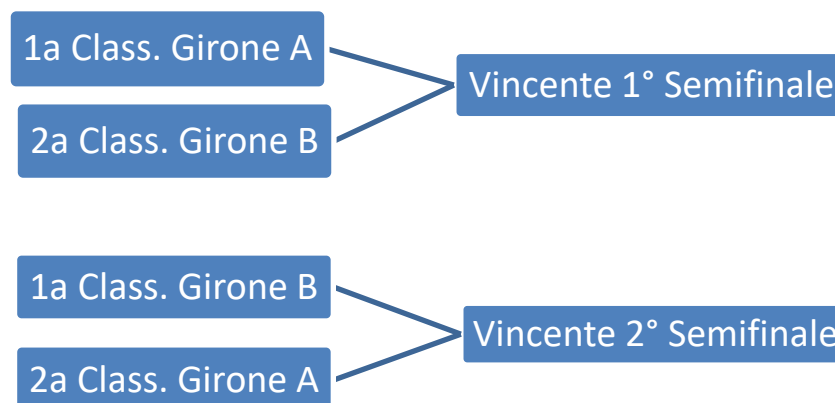 1a Class. Girone A
Vincente 1° Semifinale
2a Class. Girone B
1a Class. Girone B
Vincente 2° Semifinale
2a Class. Girone A